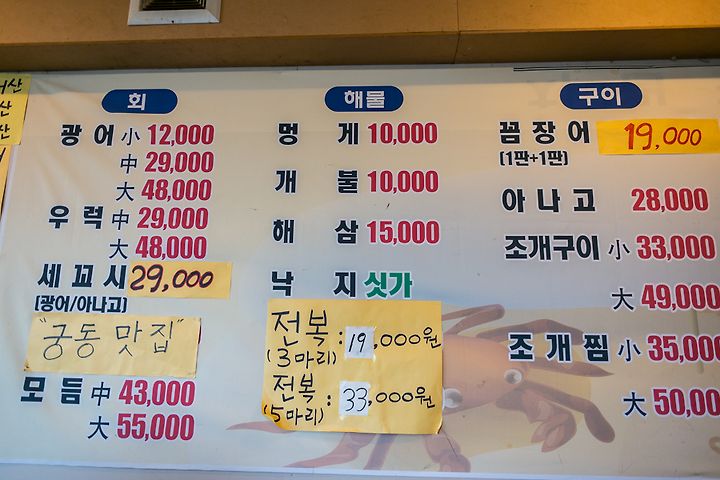 어산
산
산
회
광어 小 12,000
中 29,000
大 48,000
우럭 中 29,000
大 48,000
세꼬시 29,000
(광어/아나고)
"궁동 맛집"
모듬 中 43,000
大 55,000
해물
멍게 10,000
개불 10,000
해삼 15,000
낙지 싯가
전복 : 19,000원
(3마리)
전복 : 33,000원
(5마리)
구이
꼼장어 19,000
(1판+1판)
아나고 28,000
조개구이 小 33,000
大 49,000
조개찜 小 35,000
大 50,00